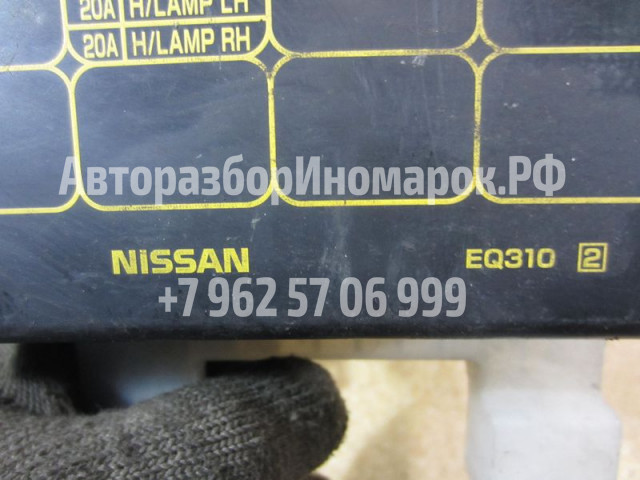 20A H/LAMP LH
20A H/LAMP RH
АвторазборИномарок.РФ
NISSAN EQ310 2
+7 962 57 06 999